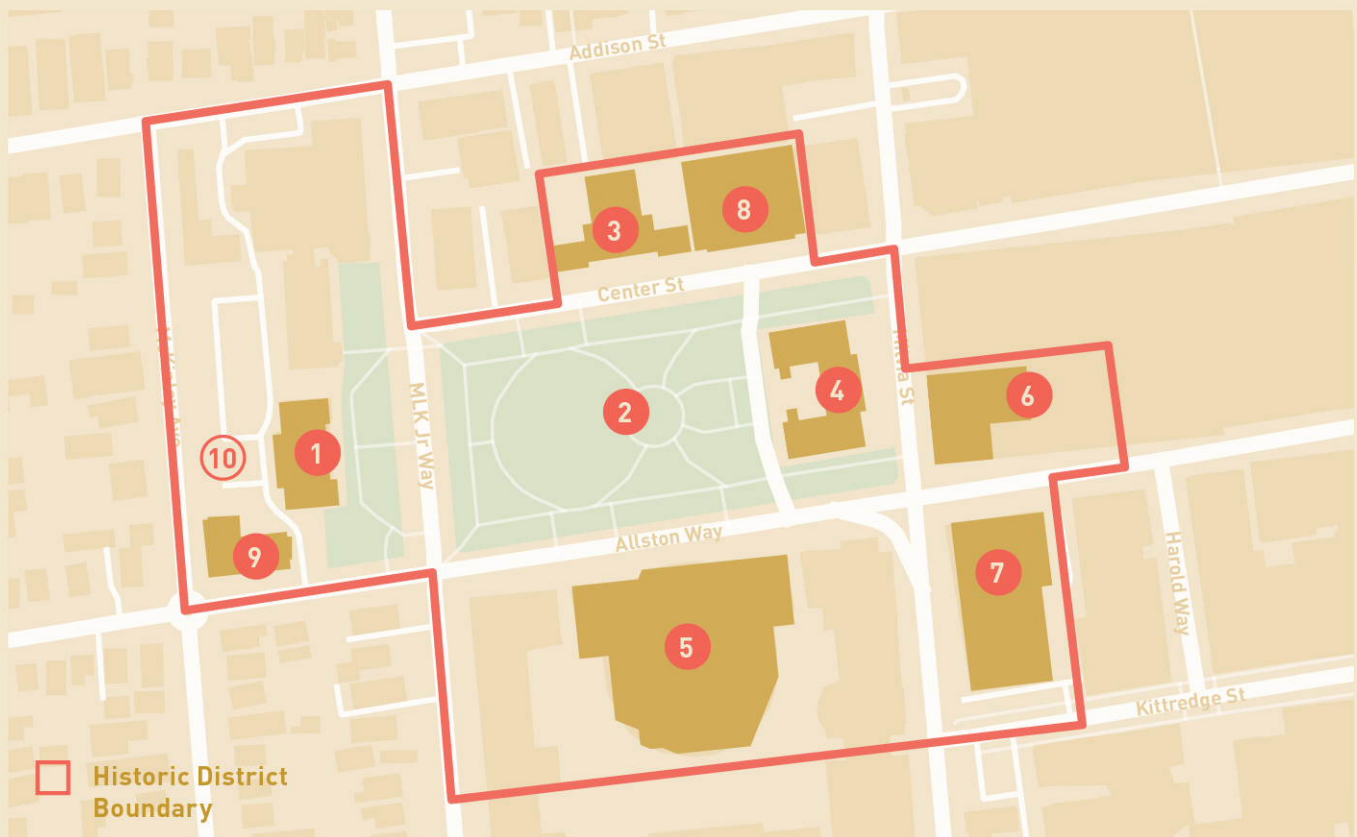 Addison St
8
3
Center St
MLK Jr Way
2
4
6
10
1
Allston Way
9
7
5
Harold Way
Kittredge St
Historic District
Boundary